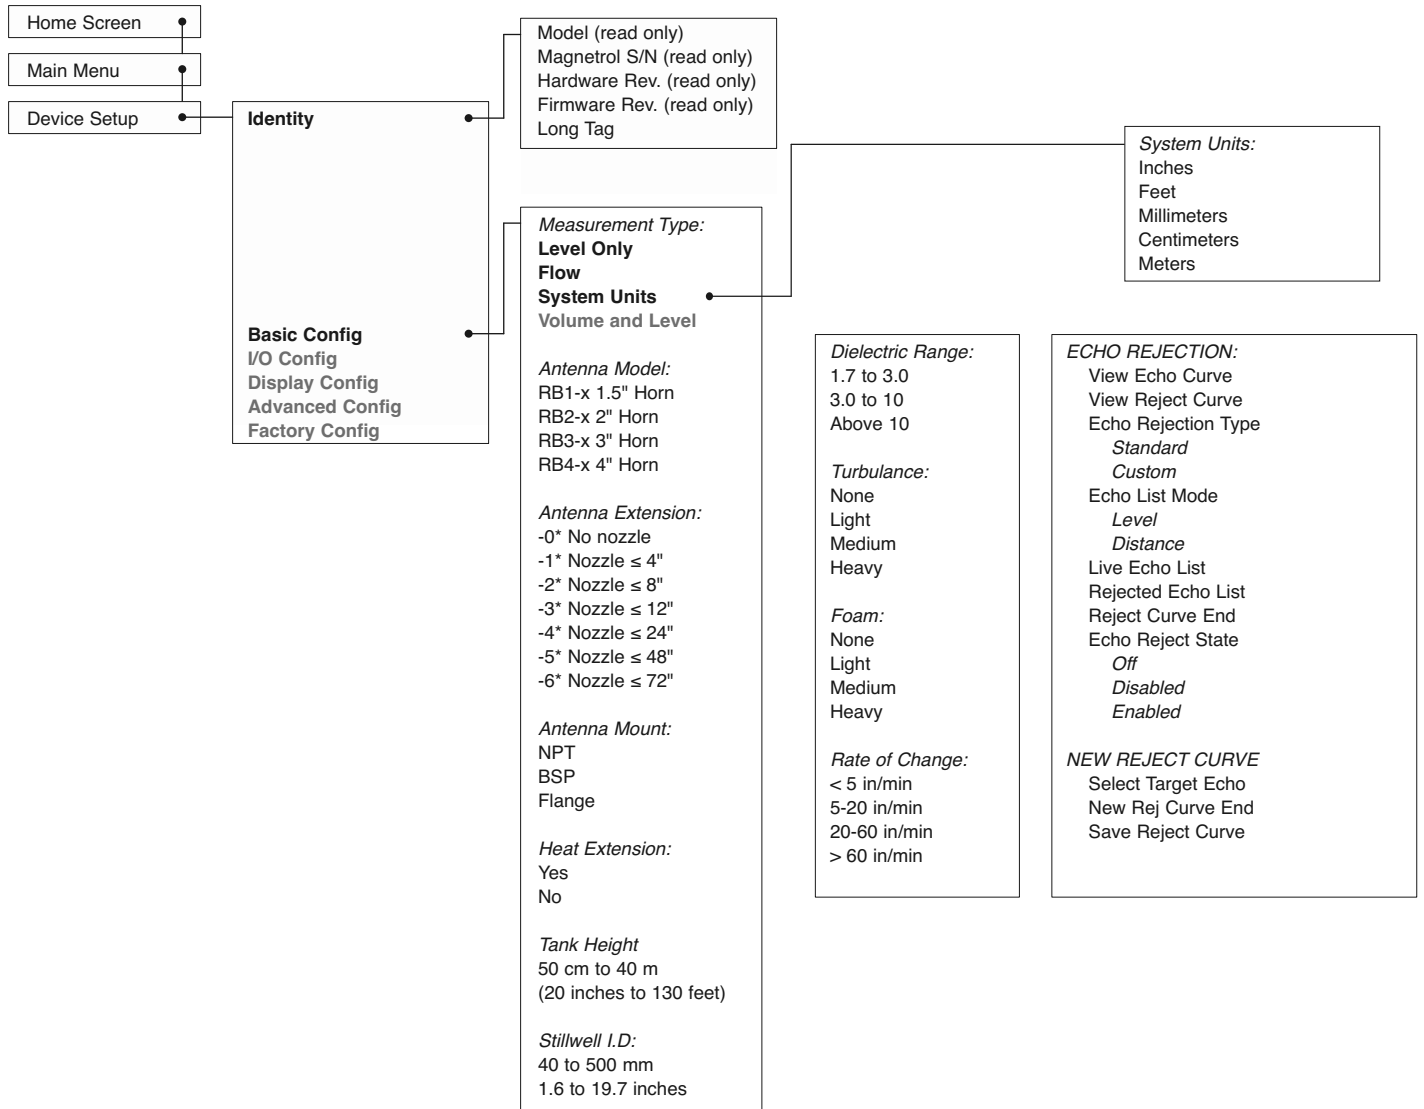 Home Screen
Main Menu
Device Setup
Identity
Basic Config
I/O Config
Display Config
Advanced Config
Factory Config
Model (read only)
Magnetrol S/N (read only)
Hardware Rev. (read only)
Firmware Rev. (read only)
Long Tag
Measurement Type:
Level Only
Flow
System Units
Volume and Level
Antenna Model:
RB1-x 1.5" Horn
RB2-x 2" Horn
RB3-x 3" Horn
RB4-x 4" Horn
Antenna Extension:
-0* No nozzle
-1* Nozzle ≤ 4"
-2* Nozzle ≤ 8"
-3* Nozzle ≤ 12"
-4* Nozzle ≤ 24"
-5* Nozzle ≤ 48"
-6* Nozzle ≤ 72"
Antenna Mount:
NPT
BSP
Flange
Heat Extension:
Yes
No
Tank Height
50 cm to 40 m
(20 inches to 130 feet)
Stillwell I.D:
40 to 500 mm
1.6 to 19.7 inches
System Units:
Inches
Feet
Millimeters
Centimeters
Meters
Dielectric Range:
1.7 to 3.0
3.0 to 10
Above 10
Turbulance:
None
Light
Medium
Heavy
Foam:
None
Light
Medium
Heavy
Rate of Change:
< 5 in/min
5-20 in/min
20-60 in/min
> 60 in/min
ECHO REJECTION:
View Echo Curve
View Reject Curve
Echo Rejection Type
Standard
Custom
Echo List Mode
Level
Distance
Live Echo List
Rejected Echo List
Reject Curve End
Echo Reject State
Off
Disabled
Enabled
NEW REJECT CURVE
Select Target Echo
New Rej Curve End
Save Reject Curve